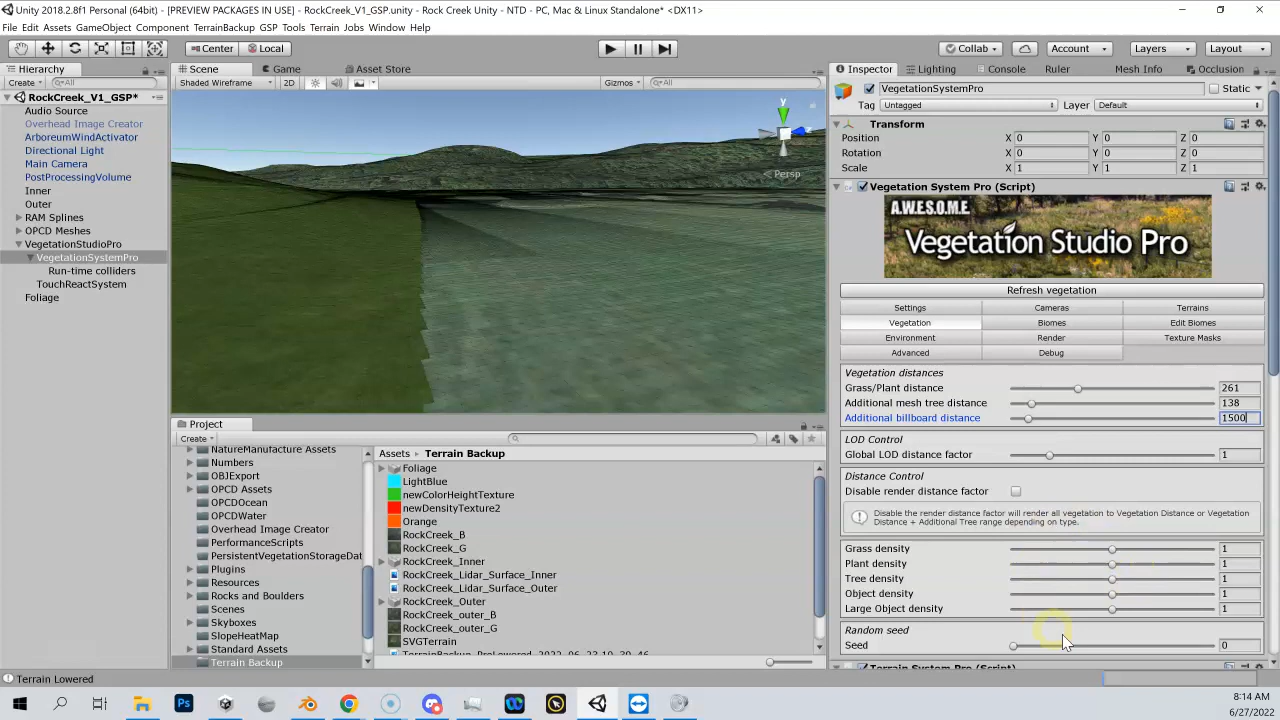 Unity 2018.2.8f1 Personal (64bit) - [PREVIEW PACKAGES IN USE] - RockCreek_V1_GSP.unity - Rock Creek Unity - NTD - PC, Mac & Linux Standalone* <DX11>
File Edit Assets GameObject Component TerrainBackup GSP Tools Terrain Jobs Window Help
Center Local Collab Account Layers Layout
Hierarchy Scene Game Asset Store Inspector Lighting Console Ruler Mesh Info Occlusion
Create All Shaded Wireframe 2D Gizmos All
VegetationSystemPro Static
Tag Untagged Layer Default
RockCreek_V1_GSP*
Audio Source
Overhead Image Creator
ArboreumWindActivator
Directional Light
Main Camera
PostProcessingVolume
Inner
Outer
RAM Splines
OPCD Meshes
VegetationStudioPro
VegetationSystemPro
Run-time colliders
TouchReactSystem
Foliage
y
Persp
Transform
Position X 0 Y 0 Z 0
Rotation X 0 Y 0 Z 0
Scale X 1 Y 1 Z 1
Vegetation System Pro (Script)
A.W.E.S.O.M.E.
Vegetation Studio Pro
Refresh vegetation
Settings Cameras Terrains
Vegetation Biomes Edit Biomes
Environment Render Texture Masks
Advanced Debug
Vegetation distances
Grass/Plant distance 261
Additional mesh tree distance 138
Additional billboard distance 1500
LOD Control
Global LOD distance factor 1
Distance Control
Disable render distance factor
Disable the render distance factor will render all vegetation to Vegetation Distance or Vegetation
Distance + Additional Tree range depending on type.
Grass density 1
Plant density 1
Tree density 1
Object density 1
Large Object density 1
Random seed
Seed 0
Terrain System Pro (Script)
Project
Create
NatureManufacture Assets
Numbers
OBJExport
OPCD Assets
OPCDOcean
OPCDWater
Overhead Image Creator
PerformanceScripts
PersistentVegetationStorageDat
Plugins
Resources
Rocks and Boulders
Scenes
Skyboxes
SlopeHeatMap
Standard Assets
Terrain Backup
Assets Terrain Backup
Foliage
LightBlue
newColorHeightTexture
newDensityTexture2
Orange
RockCreek_B
RockCreek_G
RockCreek_Inner
RockCreek_Lidar_Surface_Inner
RockCreek_Lidar_Surface_Outer
RockCreek_Outer
RockCreek_outer_B
RockCreek_outer_G
SVGTerrain
Terrain Lowered
Ps
8:14 AM
6/27/2022